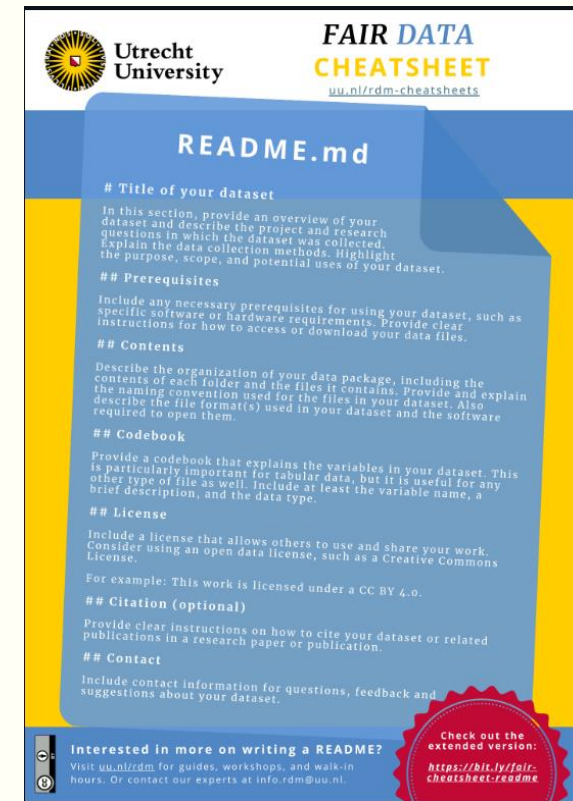 Utrecht
University
FAIR DATA
CHEATSHEET
uu.nl/rdm-cheatsheets
README.md
# Title of your dataset
In this section, provide an overview of your
dataset and describe the project and research
questions in which the dataset was collected.
Explain the data collection methods. Highlight
the purpose, scope, and potential uses of your dataset.
## Prerequisites
Include any necessary prerequisites for using your dataset, such as
specific software or hardware requirements. Provide clear
instructions for how to access or download your data files.
## Contents
Describe the organization of your data package, including the
contents of each folder and the files it contains. Provide and explain
the naming convention used for the files in your dataset. Also
describe the file format(s) used in your dataset and the software
required to open them.
## Codebook
Provide a codebook that explains the variables in your dataset. This
is particularly important for tabular data, but it is useful for any
other type of file as well. Include at least the variable name, a
brief description, and the data type.
## License
Include a license that allows others to use and share your work.
Consider using an open data license, such as a Creative Commons
License.
For example: This work is licensed under a CC BY 4.0.
## Citation (optional)
Provide clear instructions on how to cite your dataset or related
publications in a research paper or publication.
## Contact
Include contact information for questions, feedback and
suggestions about your dataset.
Interested in more on writing a README?
Visit uu.nl/rdm for guides, workshops, and walk-in
hours. Or contact our experts at info.rdm@uu.nl.
Check out the
extended version:
https://bit.ly/fair-
cheatsheet-readme